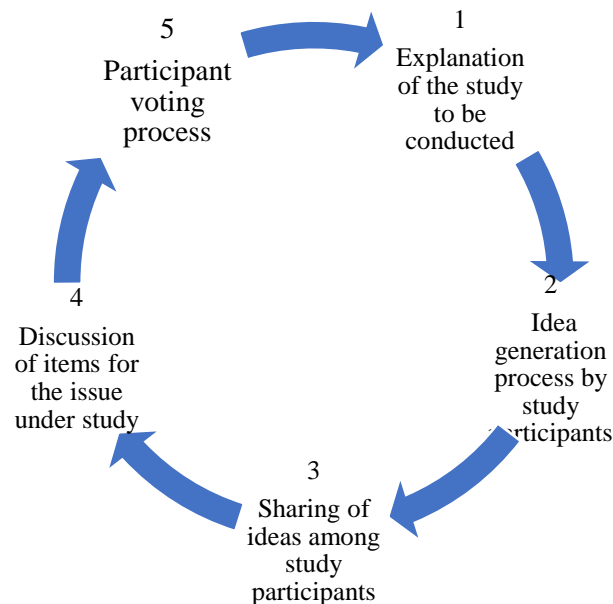 1
Explanation
of the study
to be
conducted
2
Idea
generation
process by
study
participants
3
Sharing of
ideas among
study
participants
4
Discussion
of items for
the issue
under study
5
Participant
voting
process